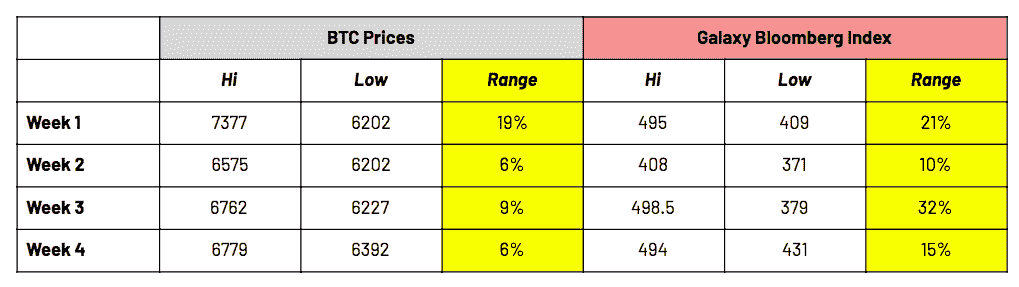 BTC Prices Galaxy Bloomberg Index
Hi Low Range Hi Low Range
Week 1 7377 6202 19% 495 409 21%
Week 2 6575 6202 6% 408 371 10%
Week 3 6762 6227 9% 498.5 379 32%
Week 4 6779 6392 6% 494 431 15%